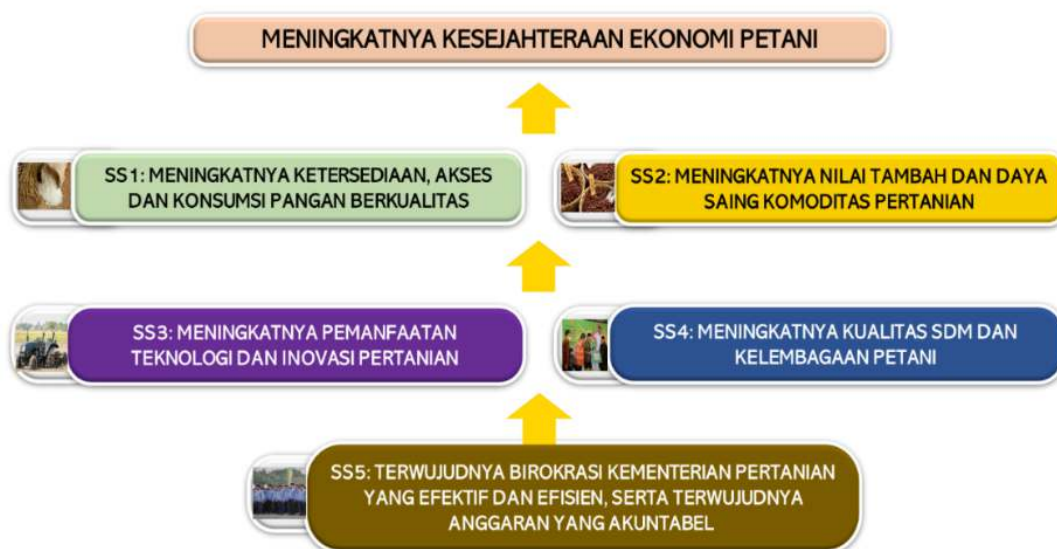 MENINGKATNYA KESEJAHTERAAN EKONOMI PETANI
SS1: MENINGKATNYA KETERSEDIAAN, AKSES
DAN KONSUMSI PANGAN BERKUALITAS
SS2: MENINGKATNYA NILAI TAMBAH DAN DAYA
SAING KOMODITAS PERTANIAN
SS3: MENINGKATNYA PEMANFAATAN
TEKNOLOGI DAN INOVASI PERTANIAN
SS4: MENINGKATNYA KUALITAS SDM DAN
KELEMBAGAAN PETANI
SS5: TERWUJUDNYA BIROKRASI KEMENTERIAN PERTANIAN
YANG EFEKTIF DAN EFISIEN, SERTA TERWUJUDNYA
ANGGARAN YANG AKUNTABEL